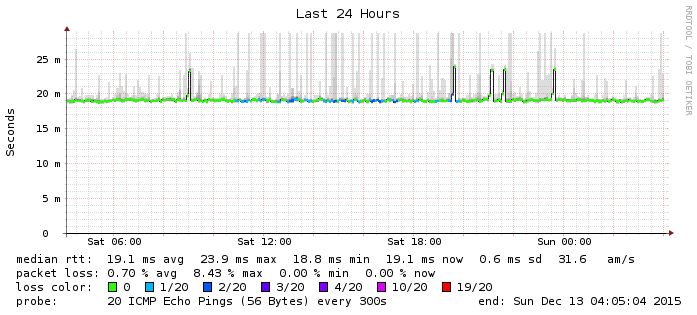 Last 24 Hours
RRDTOOL / TOBI OETIKER
Seconds
25 m
20 m
15 m
10 m
5 m
0
Sat 06:00 Sat 12:00 Sat 18:00 Sun 00:00
median rtt: 19.1 ms avg 23.9 ms max 18.8 ms min 19.1 ms now 0.6 ms sd 31.6 am/s
packet loss: 0.70 % avg 8.43 % max 0.00 % min 0.00 % now
loss color: 0 1/20 2/20 3/20 4/20 10/20 19/20
probe: 20 ICMP Echo Pings (56 Bytes) every 300s end: Sun Dec 13 04:05:04 2015